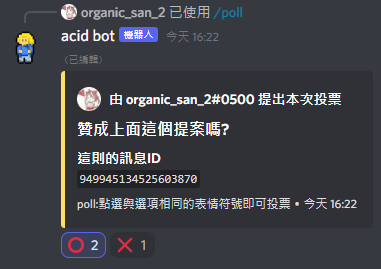 organic_san_2 已使用 /poll
acid bot 機器人 今天 16:22
(已編輯)
由 organic_san_2#0500 提出本次投票
贊成上面這個提案嗎?
這則的訊息ID
949945134525603870
poll:點選與選項相同的表情符號即可投票 • 今天 16:22
2 1